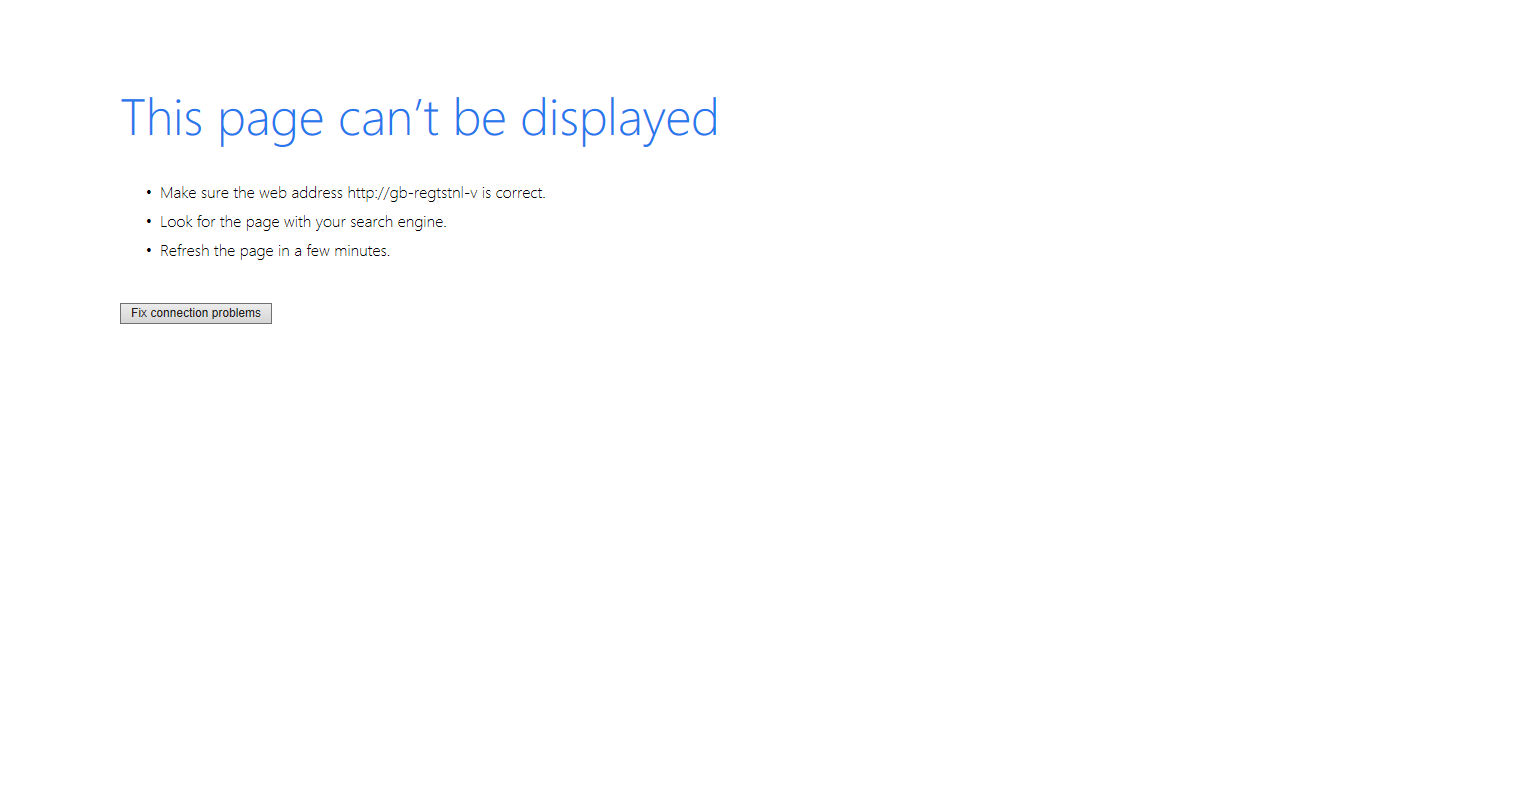 This page can’t be displayed
• Make sure the web address http://gb-regtstnl-v is correct.
• Look for the page with your search engine.
• Refresh the page in a few minutes.
Fix connection problems